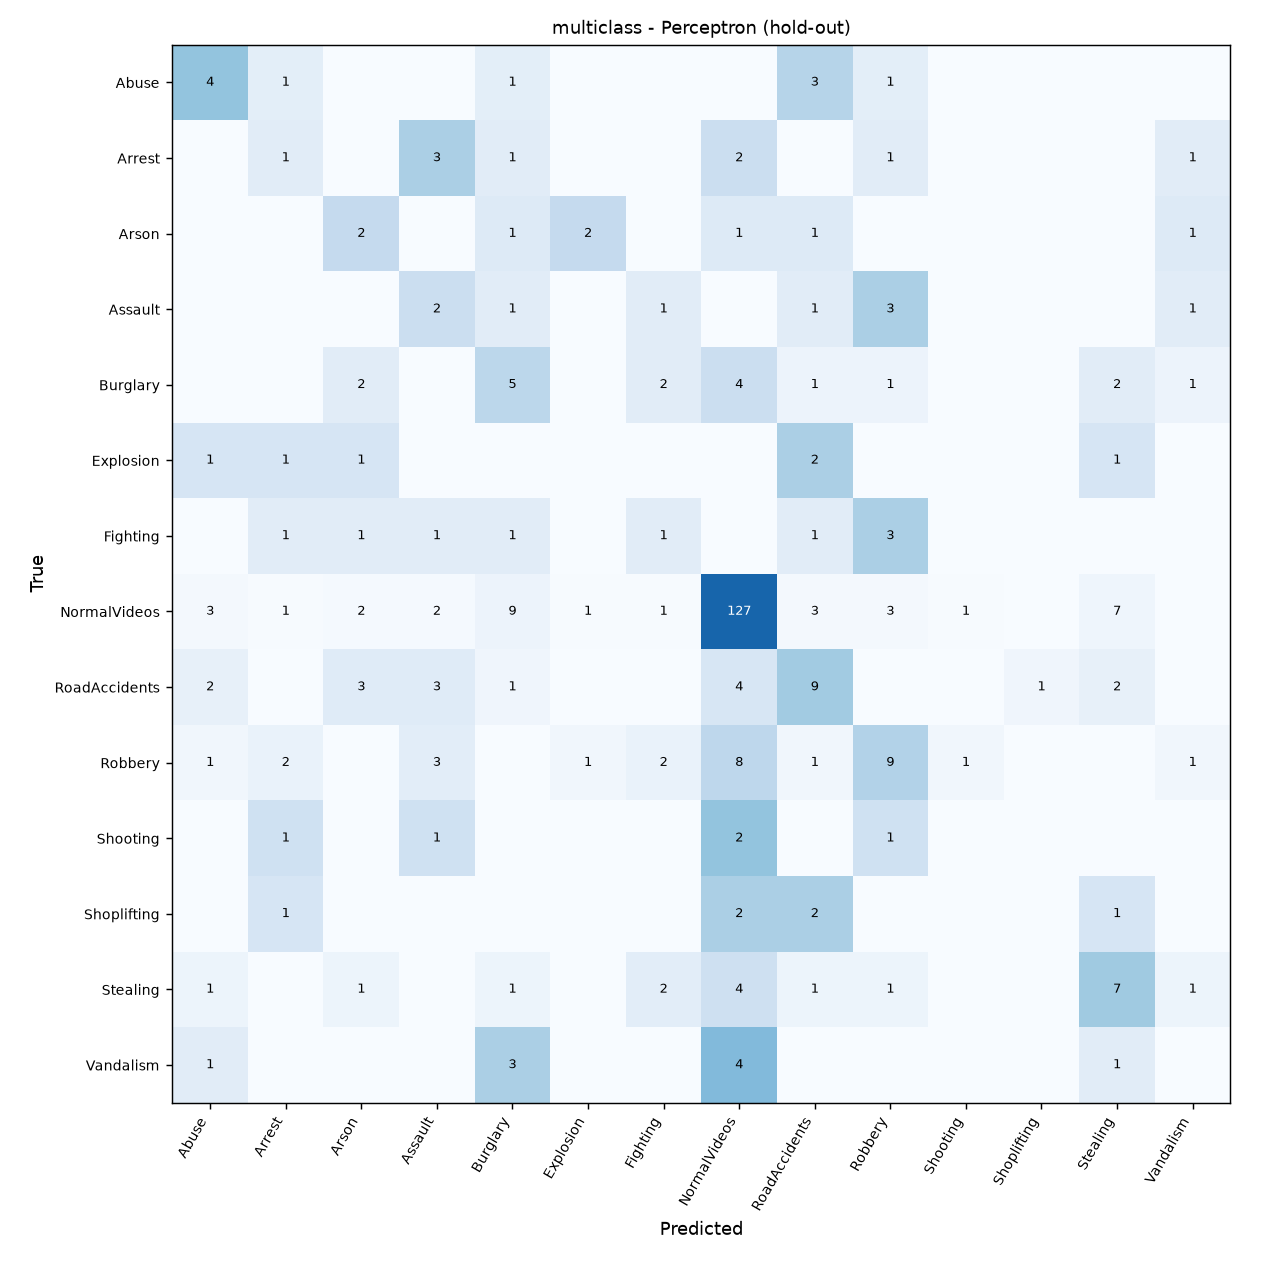 multiclass - Perceptron (hold-out)
True
Abuse 4 1 1 3 1
Arrest 1 3 1 2 1 1
Arson 2 1 2 1 1 1
Assault 2 1 1 1 3 1
Burglary 2 5 2 4 1 1 2 1
Explosion 1 1 1 2 1
Fighting 1 1 1 1 1 1 3
NormalVideos 3 1 2 2 9 1 1 127 3 3 1 7
RoadAccidents 2 3 3 1 4 9 1 2
Robbery 1 2 3 1 2 8 1 9 1 1
Shooting 1 1 2 1
Shoplifting 1 2 2 1
Stealing 1 1 1 2 4 1 1 7 1
Vandalism 1 3 4 1
Abuse Arrest Arson Assault Burglary Explosion Fighting NormalVideos RoadAccidents Robbery Shooting Shoplifting Stealing Vandalism
Predicted